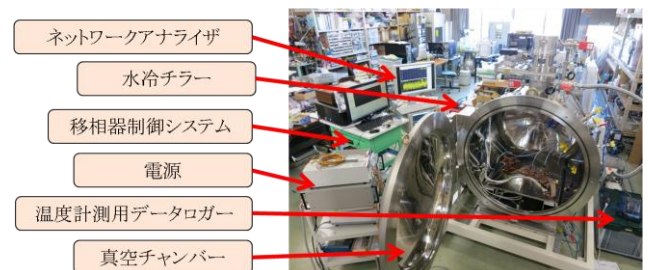 ネットワークアナライザ
水冷チラー
移相器制御システム
電源
温度計測用データロガー
真空チャンバー